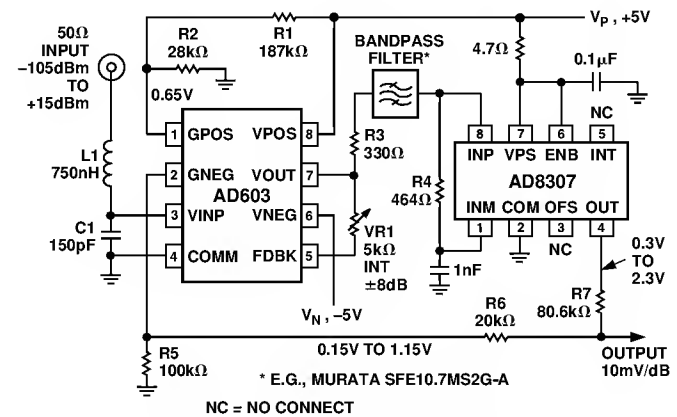 50Ω
INPUT
–105dBm
TO
+15dBm
R2
28kΩ
R1
187kΩ
VP , +5V
BANDPASS
FILTER*
4.7Ω
0.1μF
NC
0.65V
L1
750nH
C1
150pF
1 GPOS VPOS 8
2 GNEG VOUT 7
AD603
3 VINP VNEG 6
4 COMM FDBK 5
R3
330Ω
R4
464Ω
VR1
5kΩ
INT
±8dB
VN , –5V
8 7 6 5
INP VPS ENB INT
AD8307
INM COM OFS OUT
1 2 3 4
NC
1nF
0.3V
TO
2.3V
R7
80.6kΩ
R6
20kΩ
R5
100kΩ
0.15V TO 1.15V
OUTPUT
10mV/dB
* E.G., MURATA SFE10.7MS2G-A
NC = NO CONNECT